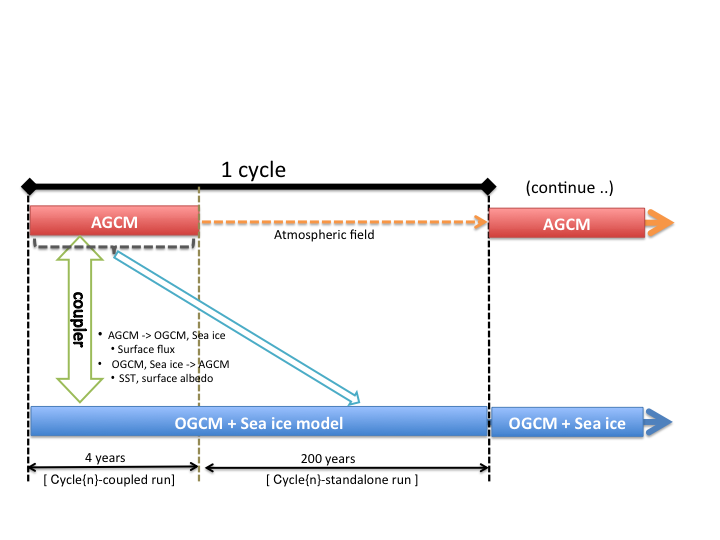 1 cycle
(continue ..)
AGCM
Atmospheric field
AGCM
coupler
• AGCM -> OGCM, Sea ice
• Surface flux
• OGCM, Sea ice -> AGCM
• SST, surface albedo
OGCM + Sea ice model
OGCM + Sea ice
4 years
200 years
[ Cycle{n}-coupled run]
[ Cycle{n}-standalone run ]